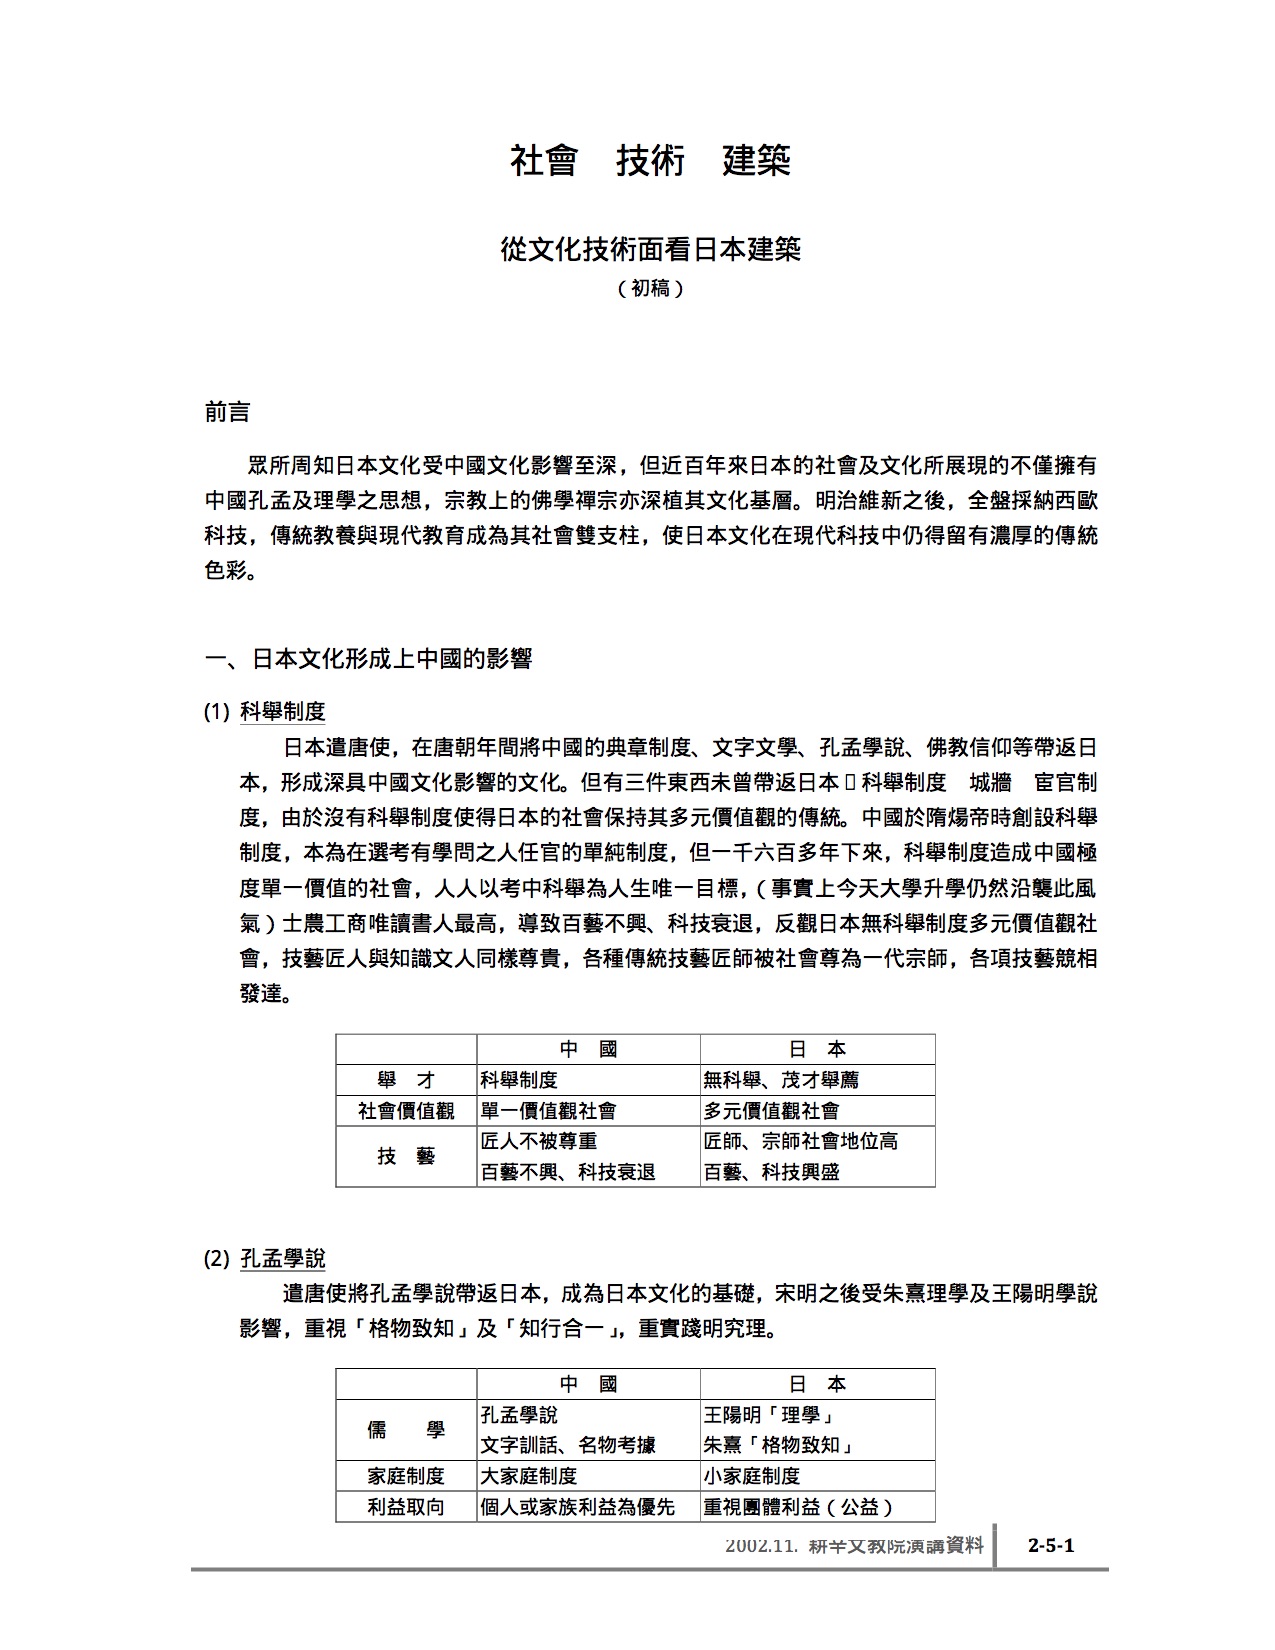 社會　技術　建築
從文化技術面看日本建築
（初稿）
前言
眾所周知日本文化受中國文化影響至深，但近百年來日本的社會及文化所展現的不僅擁有
中國孔孟及理學之思想，宗教上的佛學禪宗亦深植其文化基層。明治維新之後，全盤採納西歐
科技，傳統教養與現代教育成為其社會雙支柱，使日本文化在現代科技中仍得留有濃厚的傳統
色彩。
一、日本文化形成上中國的影響
(1) 科舉制度
日本遣唐使，在唐朝年間將中國的典章制度、文字文學、孔孟學說、佛教信仰等帶返日
本，形成深具中國文化影響的文化。但有三件東西未曾帶返日本▯科舉制度　城牆　宦官制
度，由於沒有科舉制度使得日本的社會保持其多元價值觀的傳統。中國於隋煬帝時創設科舉
制度，本為在選考有學問之人任官的單純制度，但一千六百多年下來，科舉制度造成中國極
度單一價值的社會，人人以考中科舉為人生唯一目標，（事實上今天大學升學仍然沿襲此風
氣）士農工商唯讀書人最高，導致百藝不興、科技衰退，反觀日本無科舉制度多元價值觀社
會，技藝匠人與知識文人同樣尊貴，各種傳統技藝匠師被社會尊為一代宗師，各項技藝競相
發達。
中　國　日　本
舉　才　科舉制度　無科舉、茂才舉薦
社會價值觀　單一價值觀社會　多元價值觀社會
技　藝　匠人不被尊重　匠師、宗師社會地位高
百藝不興、科技衰退　百藝、科技興盛
(2) 孔孟學說
遣唐使將孔孟學說帶返日本，成為日本文化的基礎，宋明之後受朱熹理學及王陽明學說
影響，重視「格物致知」及「知行合一」，重實踐明究理。
中　國　日　本
儒　　學　孔孟學說　王陽明「理學」
文字訓話、名物考據　朱熹「格物致知」
家庭制度　大家庭制度　小家庭制度
利益取向　個人或家族利益為優先　重視團體利益（公益）
2002.11. 耕莘文教院演講資料　2-5-1